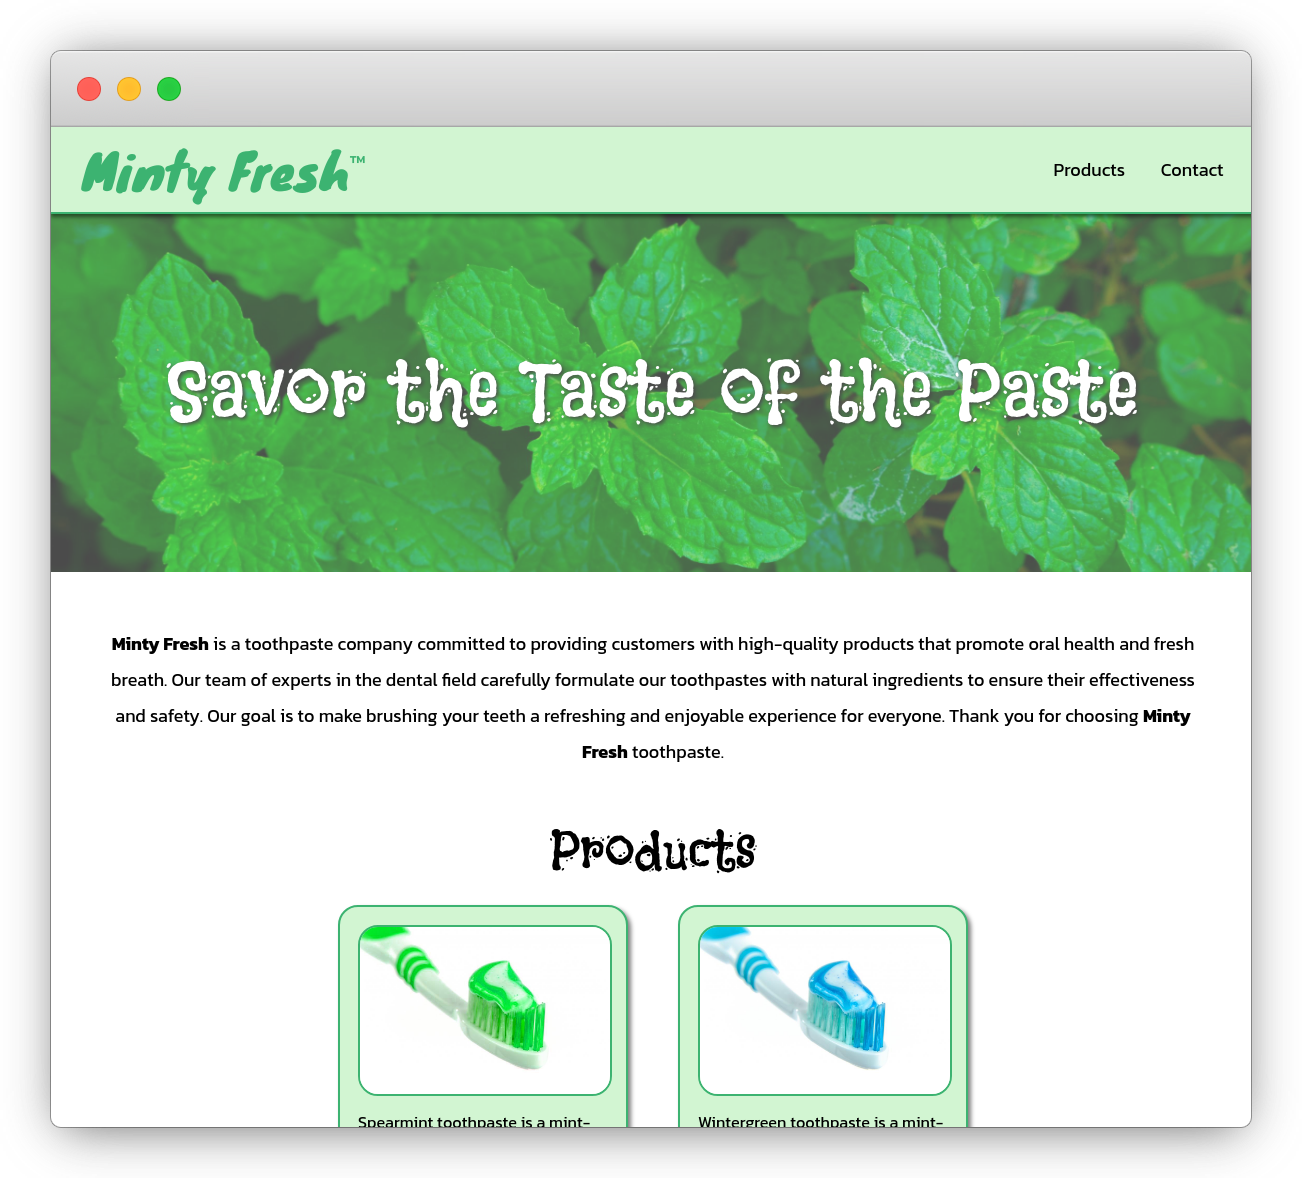 Minty Fresh™
Products
Contact
Savor the Taste of the Paste
Minty Fresh is a toothpaste company committed to providing customers with high-quality products that promote oral health and fresh
breath. Our team of experts in the dental field carefully formulate our toothpastes with natural ingredients to ensure their effectiveness
and safety. Our goal is to make brushing your teeth a refreshing and enjoyable experience for everyone. Thank you for choosing Minty
Fresh toothpaste.
Products
Spearmint toothpaste is a mint-
Wintergreen toothpaste is a mint-